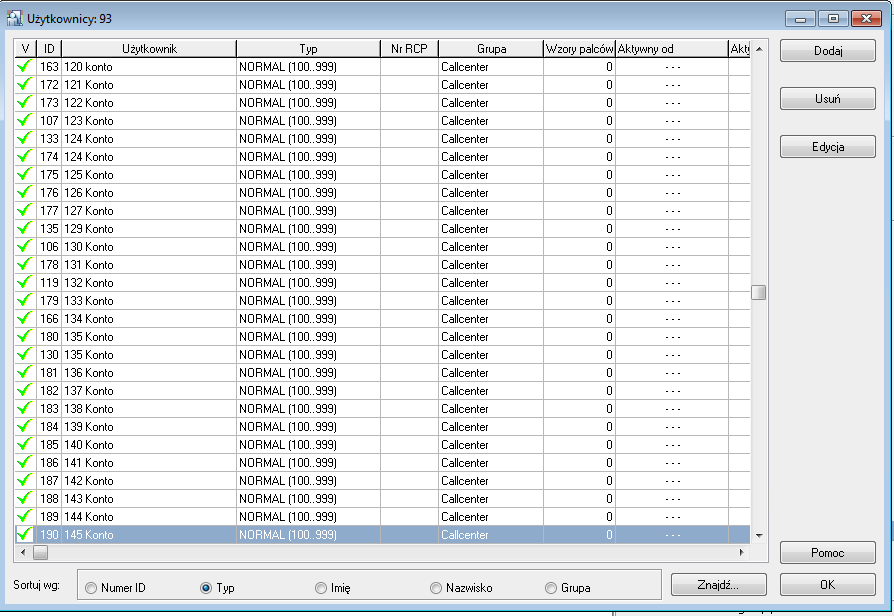 Użytkownicy: 93
V ID Użytkownik Typ Nr RCP Grupa Wzory palców Aktywny od
163 120 konto NORMAL (100..999) Callcenter 0 ---
172 121 Konto NORMAL (100..999) Callcenter 0 ---
173 122 Konto NORMAL (100..999) Callcenter 0 ---
107 123 Konto NORMAL (100..999) Callcenter 0 ---
133 124 Konto NORMAL (100..999) Callcenter 0 ---
174 124 Konto NORMAL (100..999) Callcenter 0 ---
175 125 Konto NORMAL (100..999) Callcenter 0 ---
176 126 Konto NORMAL (100..999) Callcenter 0 ---
177 127 Konto NORMAL (100..999) Callcenter 0 ---
135 129 Konto NORMAL (100..999) Callcenter 0 ---
106 130 Konto NORMAL (100..999) Callcenter 0 ---
178 131 Konto NORMAL (100..999) Callcenter 0 ---
119 132 Konto NORMAL (100..999) Callcenter 0 ---
179 133 Konto NORMAL (100..999) Callcenter 0 ---
166 134 Konto NORMAL (100..999) Callcenter 0 ---
180 135 Konto NORMAL (100..999) Callcenter 0 ---
130 135 Konto NORMAL (100..999) Callcenter 0 ---
181 136 Konto NORMAL (100..999) Callcenter 0 ---
182 137 Konto NORMAL (100..999) Callcenter 0 ---
183 138 Konto NORMAL (100..999) Callcenter 0 ---
184 139 Konto NORMAL (100..999) Callcenter 0 ---
185 140 Konto NORMAL (100..999) Callcenter 0 ---
186 141 Konto NORMAL (100..999) Callcenter 0 ---
187 142 Konto NORMAL (100..999) Callcenter 0 ---
188 143 Konto NORMAL (100..999) Callcenter 0 ---
189 144 Konto NORMAL (100..999) Callcenter 0 ---
190 145 Konto NORMAL (100..999) Callcenter 0 ---
Dodaj
Usuń
Edycja
Pomoc
Sortuj wg: Numer ID Typ Imię Nazwisko Grupa Znajdź... OK